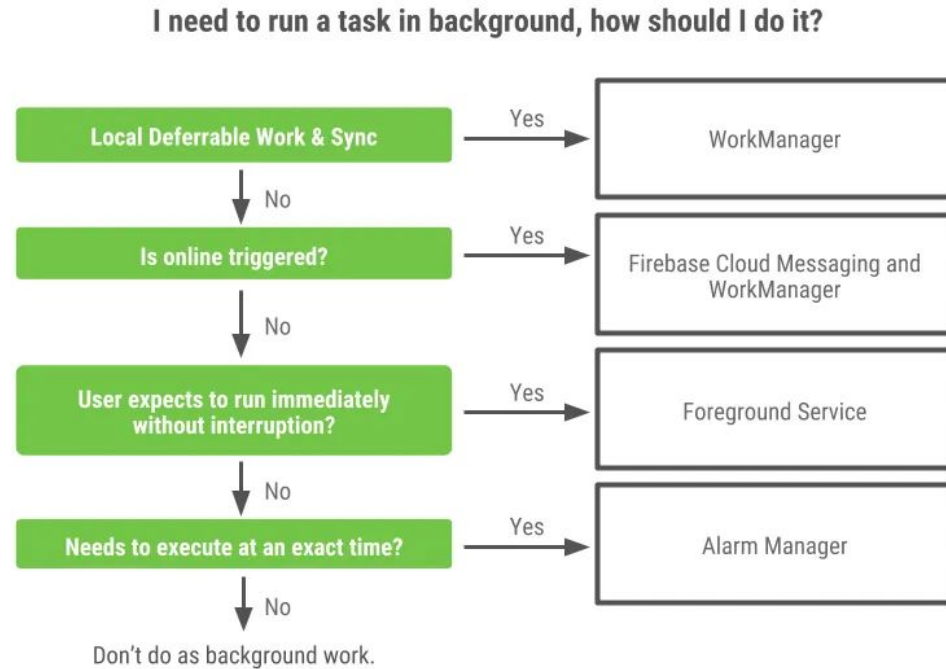 I need to run a task in background, how should I do it?
Local Deferrable Work & Sync
Yes
WorkManager
No
Is online triggered?
Yes
Firebase Cloud Messaging and
WorkManager
No
User expects to run immediately
without interruption?
Yes
Foreground Service
No
Needs to execute at an exact time?
Yes
Alarm Manager
No
Don't do as background work.